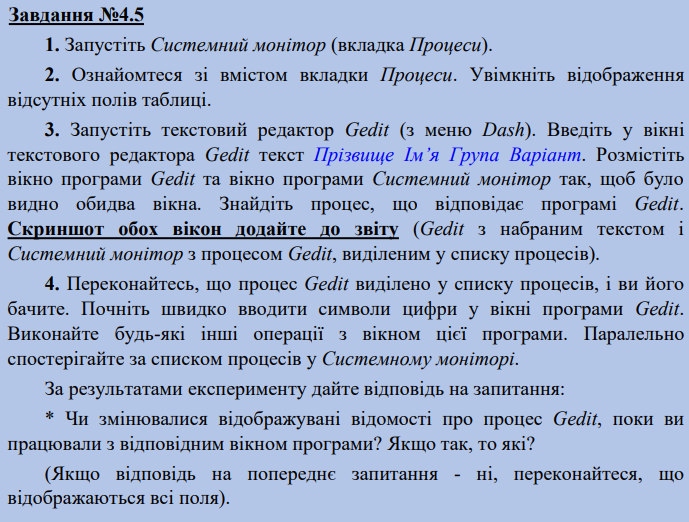 Завдання №4.5
1. Запустіть Системний монітор (вкладка Процеси).
2. Ознайомтеся зі вмістом вкладки Процеси. Увімкніть відображення
відсутніх полів таблиці.
3. Запустіть текстовий редактор Gedit (з меню Dash). Введіть у вікні
текстового редактора Gedit текст Прізвище Ім’я Група Варіант. Розмістіть
вікно програми Gedit та вікно програми Системний монітор так, щоб було
видно обидва вікна. Знайдіть процес, що відповідає програмі Gedit.
Скриншот обох вікон додайте до звіту (Gedit з набраним текстом і
Системний монітор з процесом Gedit, виділеним у списку процесів).
4. Переконайтесь, що процес Gedit виділено у списку процесів, і ви його
бачите. Почніть швидко вводити символи цифри у вікні програми Gedit.
Виконайте будь-які інші операції з вікном цієї програми. Паралельно
спостерігайте за списком процесів у Системному моніторі.
За результатами експерименту дайте відповідь на запитання:
* Чи змінювалися відображувані відомості про процес Gedit, поки ви
працювали з відповідним вікном програми? Якщо так, то які?
(Якщо відповідь на попереднє запитання - ні, переконайтеся, що
відображаються всі поля).